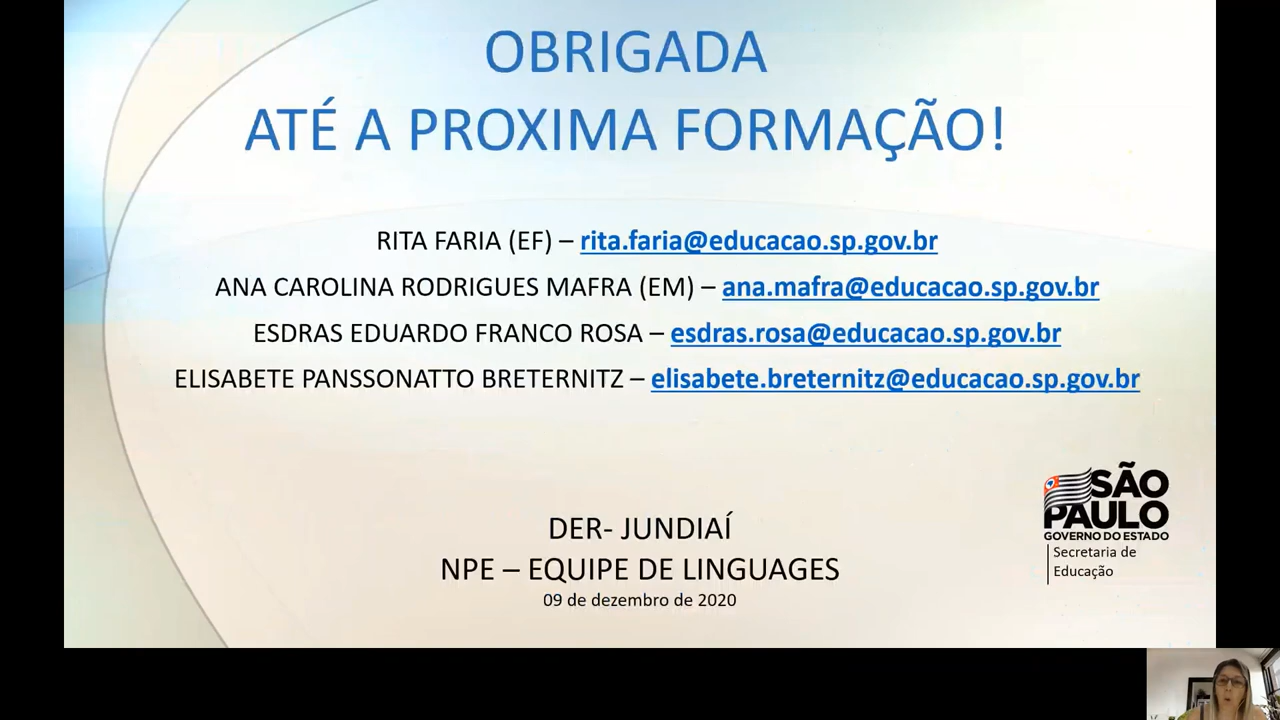 OBRIGADA
ATÉ A PROXIMA FORMAÇÃO!
RITA FARIA (EF) – rita.faria@educacao.sp.gov.br
ANA CAROLINA RODRIGUES MAFRA (EM) – ana.mafra@educacao.sp.gov.br
ESDRAS EDUARDO FRANCO ROSA – esdras.rosa@educacao.sp.gov.br
ELISABETE PANSSONATTO BRETERNITZ – elisabete.breternitz@educacao.sp.gov.br
SÃO
PAULO
GOVERNO DO ESTADO
Secretaria de
Educação
DER- JUNDIAÍ
NPE – EQUIPE DE LINGUAGES
09 de dezembro de 2020